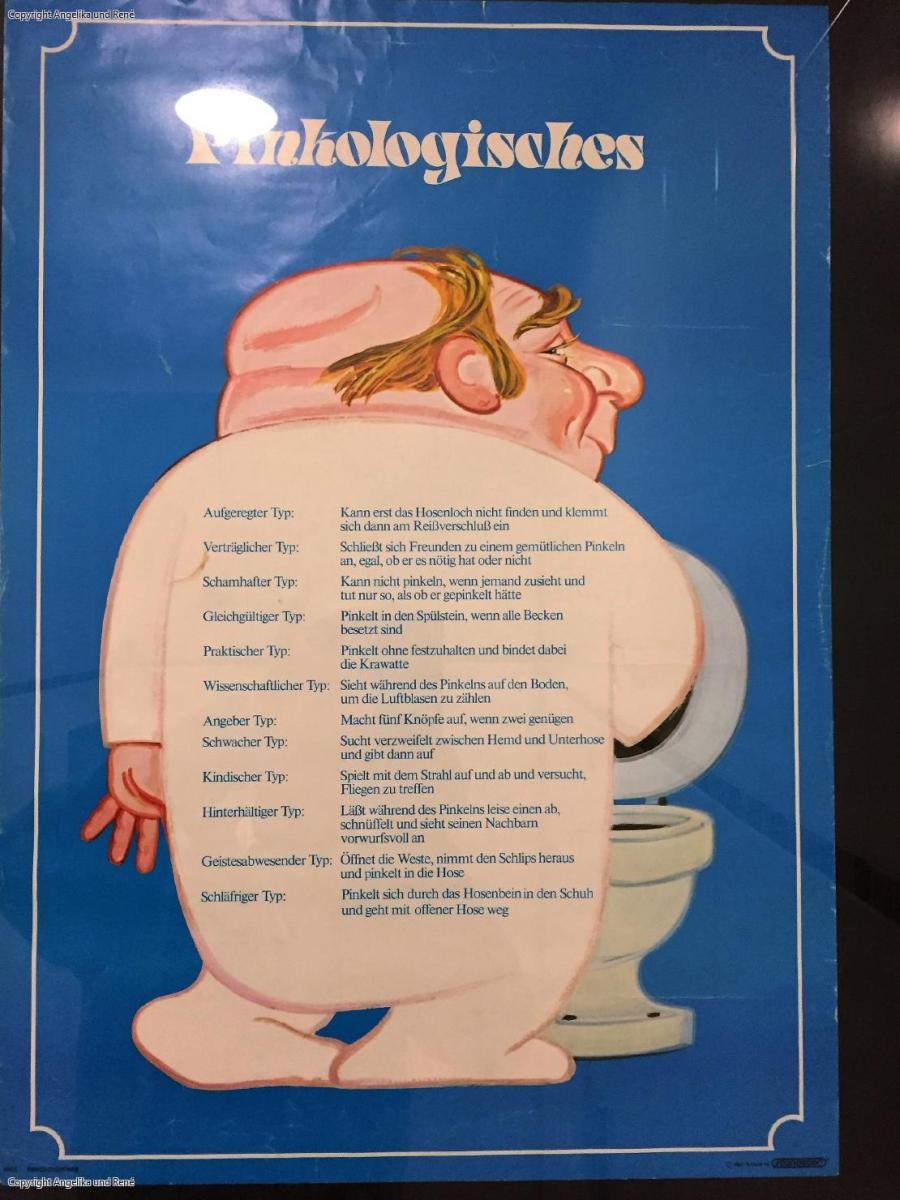 Copyright Angelika und René
Pinkologisches
Aufgeregter Typ: Kann erst das Hosenloch nicht finden und klemmt
sich dann am Reißverschluß ein
Verträglicher Typ: Schließt sich Freunden zu einem gemütlichen Pinkeln
an, egal, ob er es nötig hat oder nicht
Schamhafter Typ: Kann nicht pinkeln, wenn jemand zusieht und
tut nur so, als ob er gepinkelt hätte
Gleichgültiger Typ: Pinkelt in den Spülstein, wenn alle Becken
besetzt sind
Praktischer Typ: Pinkelt ohne festzuhalten und bindet dabei
die Krawatte
Wissenschaftlicher Typ: Sieht während des Pinkelns auf den Boden,
um die Luftblasen zu zählen
Angeber Typ: Macht fünf Knöpfe auf, wenn zwei genügen
Schwacher Typ: Sucht verzweifelt zwischen Hemd und Unterhose
und gibt dann auf
Kindischer Typ: Spielt mit dem Strahl auf und ab und versucht,
Fliegen zu treffen
Hinterhältiger Typ: Läßt während des Pinkelns leise einen ab,
schnüffelt und sieht seinen Nachbarn
vorwurfsvoll an
Geistesabwesender Typ: Öffnet die Weste, nimmt den Schlips heraus
und pinkelt in die Hose
Schläfriger Typ: Pinkelt sich durch das Hosenbein in den Schuh
und geht mit offener Hose weg
Copyright Angelika und René